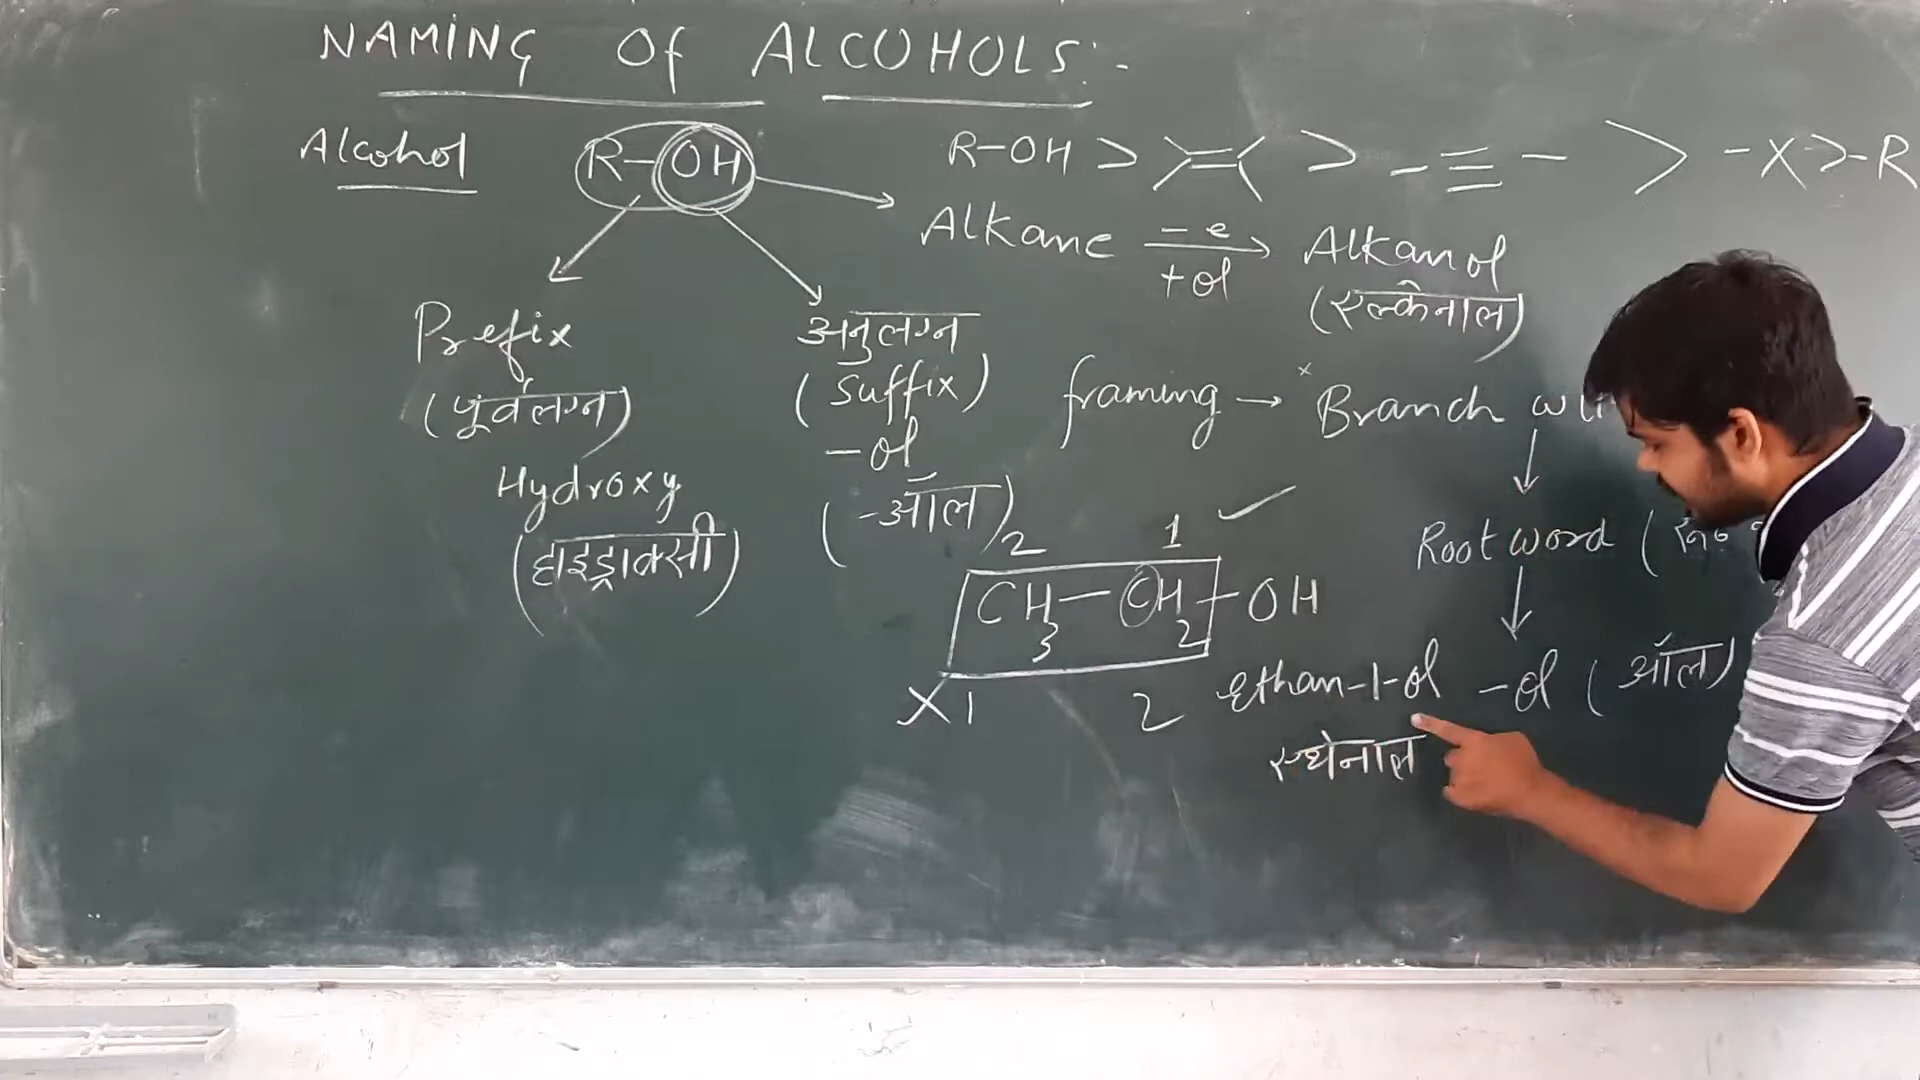 NAMING Of ALCOHOLS:-
Alcohol R-OH R-OH > > -≡- > -X>-R
Alkane -e +ol Alkanol
(एल्केनाल)
Prefix
(पूर्वलग्न)
Hydroxy
(हाइड्राक्सी)
अनुलग्न
(suffix)
-ol
(-ऑल)
framing → Branch
Root word (
-ol (ऑल)
2 1 ✓
CH3-CH2-OH
X 1 2
Ethan-1-ol
एथेनाल